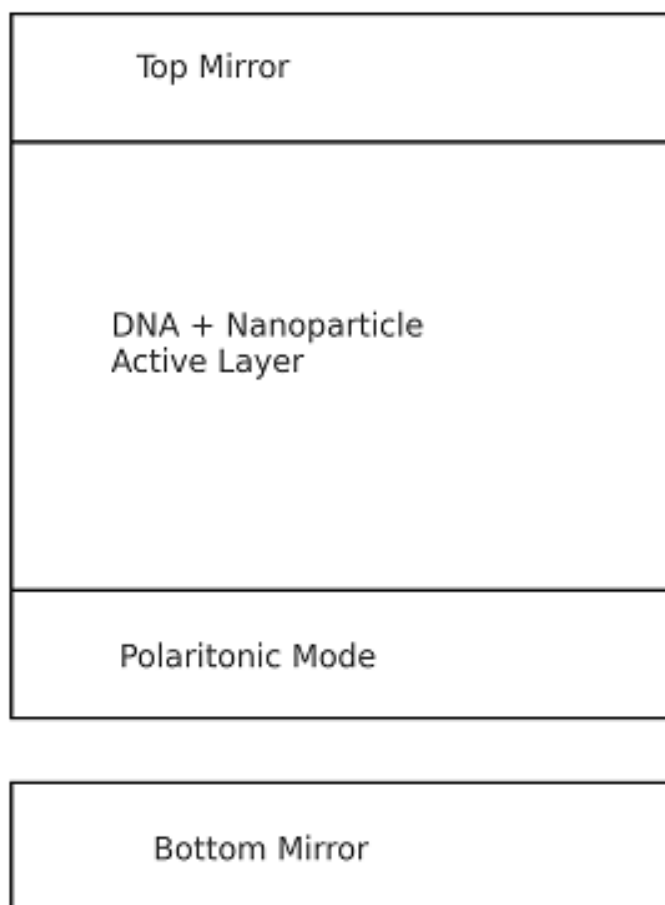 Top Mirror
DNA + Nanoparticle
Active Layer
Polaritonic Mode
Bottom Mirror